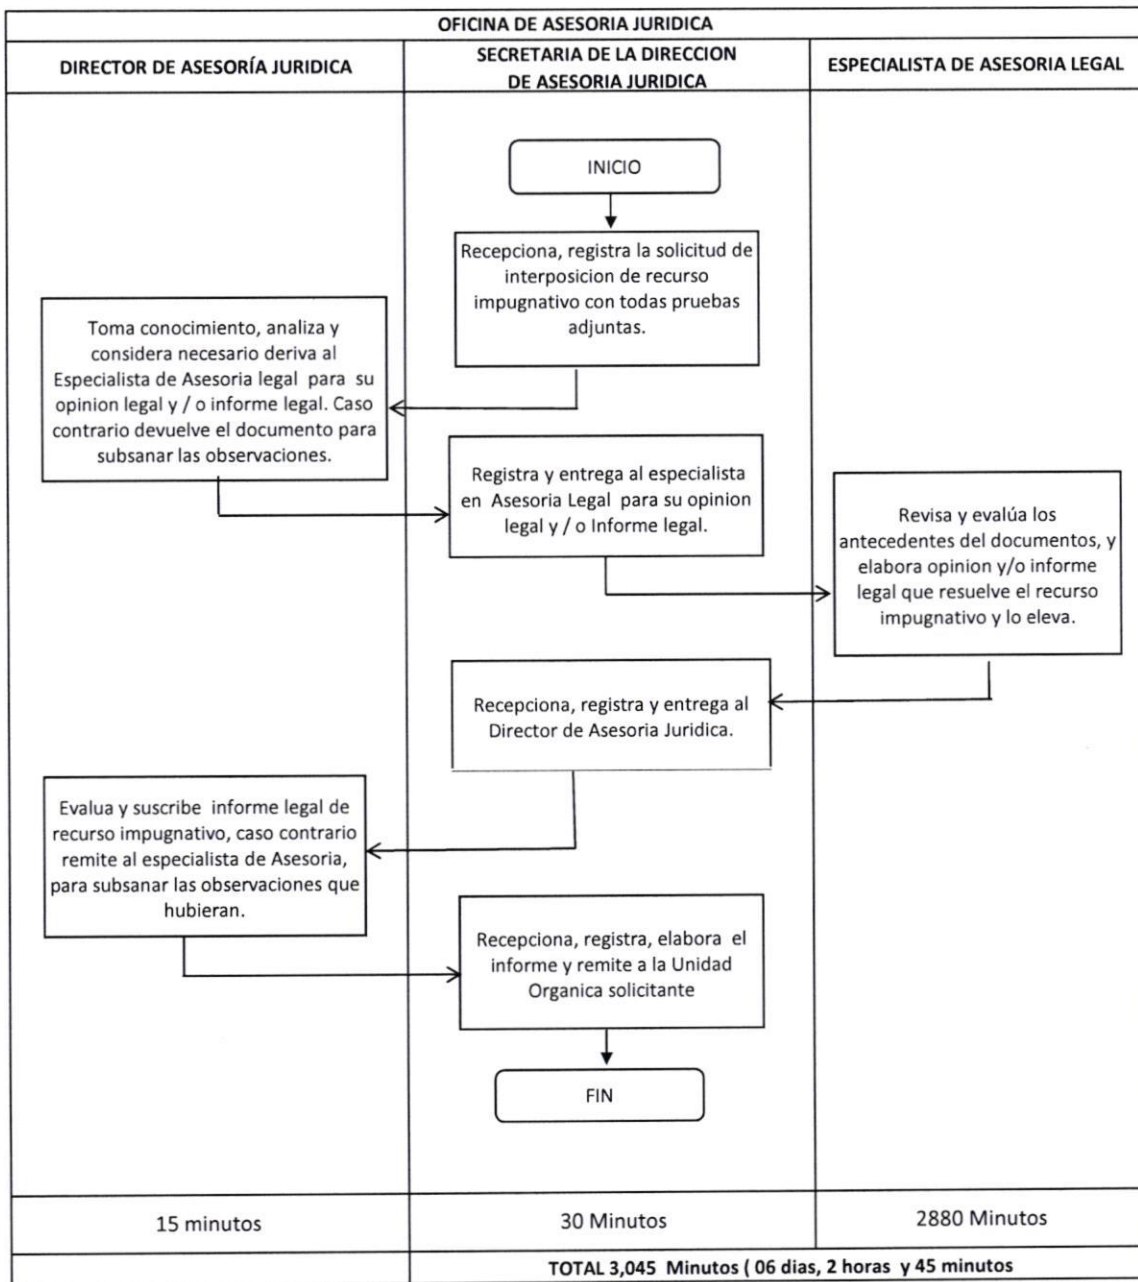 OFICINA DE ASESORIA JURIDICA
DIRECTOR DE ASESORÍA JURIDICA
SECRETARIA DE LA DIRECCION
DE ASESORIA JURIDICA
ESPECIALISTA DE ASESORIA LEGAL
INICIO
Recepciona, registra la solicitud de
interposicion de recurso
impugnativo con todas pruebas
adjuntas.
Toma conocimiento, analiza y
considera necesario deriva al
Especialista de Asesoria legal para su
opinion legal y / o informe legal. Caso
contrario devuelve el documento para
subsanar las observaciones.
Registra y entrega al especialista
en Asesoria Legal para su opinion
legal y / o Informe legal.
Revisa y evalúa los
antecedentes del documentos, y
elabora opinion y/o informe
legal que resuelve el recurso
impugnativo y lo eleva.
Recepciona, registra y entrega al
Director de Asesoria Juridica.
Evalua y suscribe informe legal de
recurso impugnativo, caso contrario
remite al especialista de Asesoria,
para subsanar las observaciones que
hubieran.
Recepciona, registra, elabora el
informe y remite a la Unidad
Organica solicitante
FIN
15 minutos
30 Minutos
2880 Minutos
TOTAL 3,045 Minutos ( 06 dias, 2 horas y 45 minutos